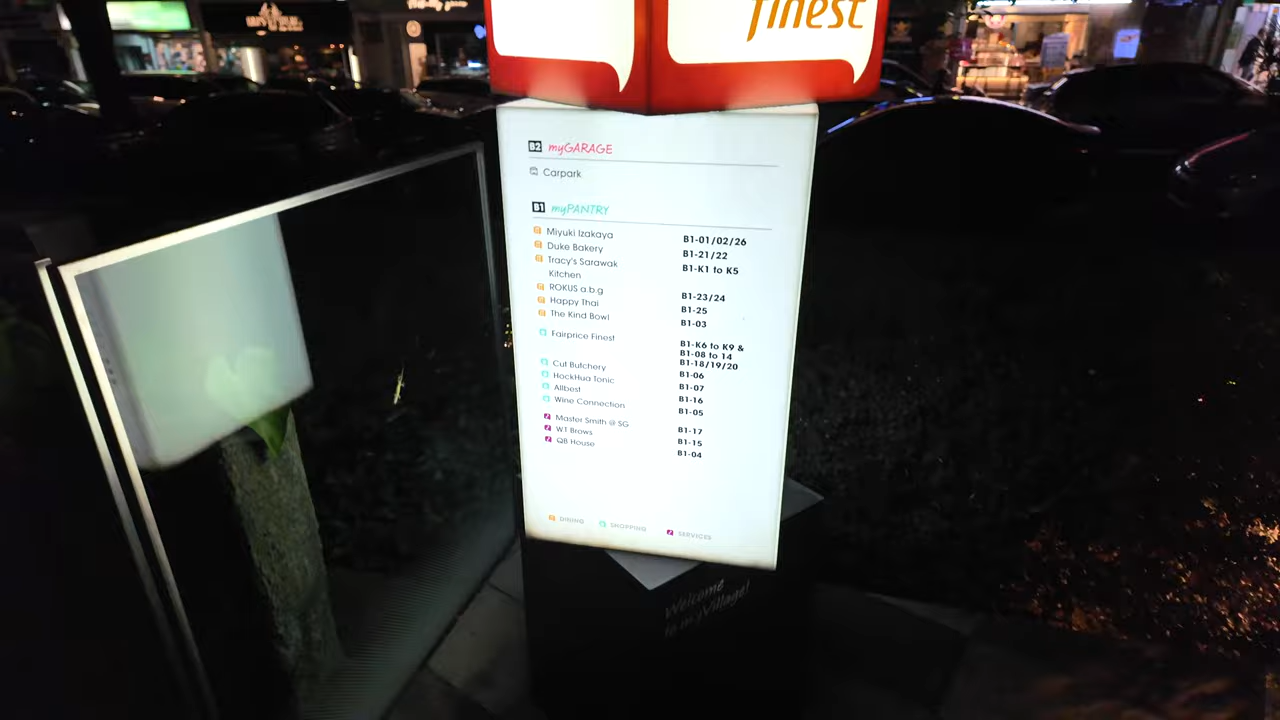 finest
B2 myGARAGE
Carpark
B1 myPANTRY
Miyuki Izakaya B1-01/02/26
Duke Bakery B1-21/22
Tracy's Sarawak B1-K1 to K5
Kitchen
ROKUS a.b.g B1-23/24
Happy Thai B1-25
The Kind Bowl B1-03
Fairprice Finest B1-K6 to K9 &
B1-08 to 14
B1-18/19/20
Cut Butchery B1-06
HockHua Tonic B1-07
Allbest B1-16
Wine Connection B1-05
Master Smith @ SG B1-17
W1 Brows B1-15
QB House B1-04
DINING SHOPPING SERVICES
Welcome
to myVillage!